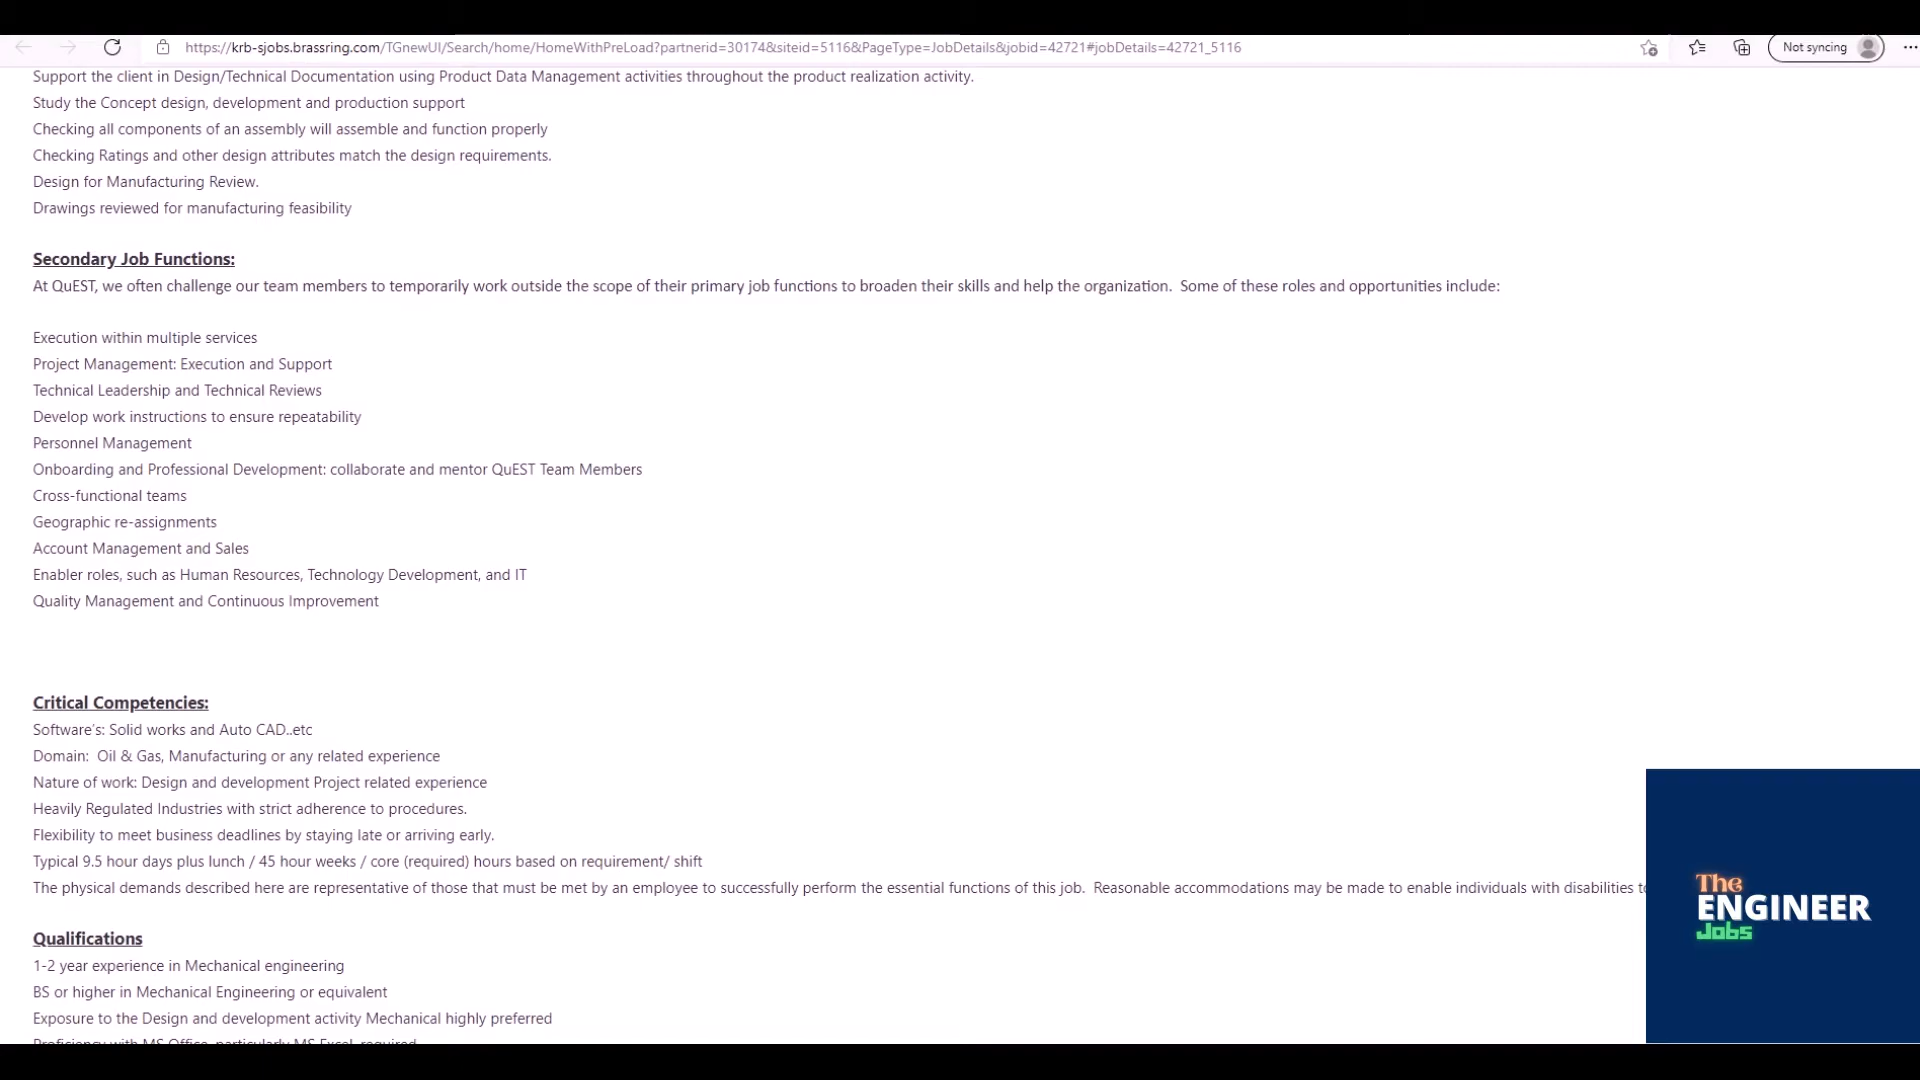 https://krb-sjobs.brassring.com/TGnewUI/Search/home/HomeWithPreLoad?partnerid=30174&siteid=5116&PageType=JobDetails&jobid=42721#jobDetails=42721_5116
Not syncing
Support the client in Design/Technical Documentation using Product Data Management activities throughout the product realization activity.
Study the Concept design, development and production support
Checking all components of an assembly will assemble and function properly
Checking Ratings and other design attributes match the design requirements.
Design for Manufacturing Review.
Drawings reviewed for manufacturing feasibility
Secondary Job Functions:
At QuEST, we often challenge our team members to temporarily work outside the scope of their primary job functions to broaden their skills and help the organization.  Some of these roles and opportunities include:
Execution within multiple services
Project Management: Execution and Support
Technical Leadership and Technical Reviews
Develop work instructions to ensure repeatability
Personnel Management
Onboarding and Professional Development: collaborate and mentor QuEST Team Members
Cross-functional teams
Geographic re-assignments
Account Management and Sales
Enabler roles, such as Human Resources, Technology Development, and IT
Quality Management and Continuous Improvement
Critical Competencies:
Software's: Solid works and Auto CAD..etc
Domain:  Oil & Gas, Manufacturing or any related experience
Nature of work: Design and development Project related experience
Heavily Regulated Industries with strict adherence to procedures.
Flexibility to meet business deadlines by staying late or arriving early.
Typical 9.5 hour days plus lunch / 45 hour weeks / core (required) hours based on requirement/ shift
The physical demands described here are representative of those that must be met by an employee to successfully perform the essential functions of this job.  Reasonable accommodations may be made to enable individuals with disabilities
Qualifications
1-2 year experience in Mechanical engineering
BS or higher in Mechanical Engineering or equivalent
Exposure to the Design and development activity Mechanical highly preferred
Proficiency with MS Office, particularly MS Excel, required
The
ENGINEER
Jobs